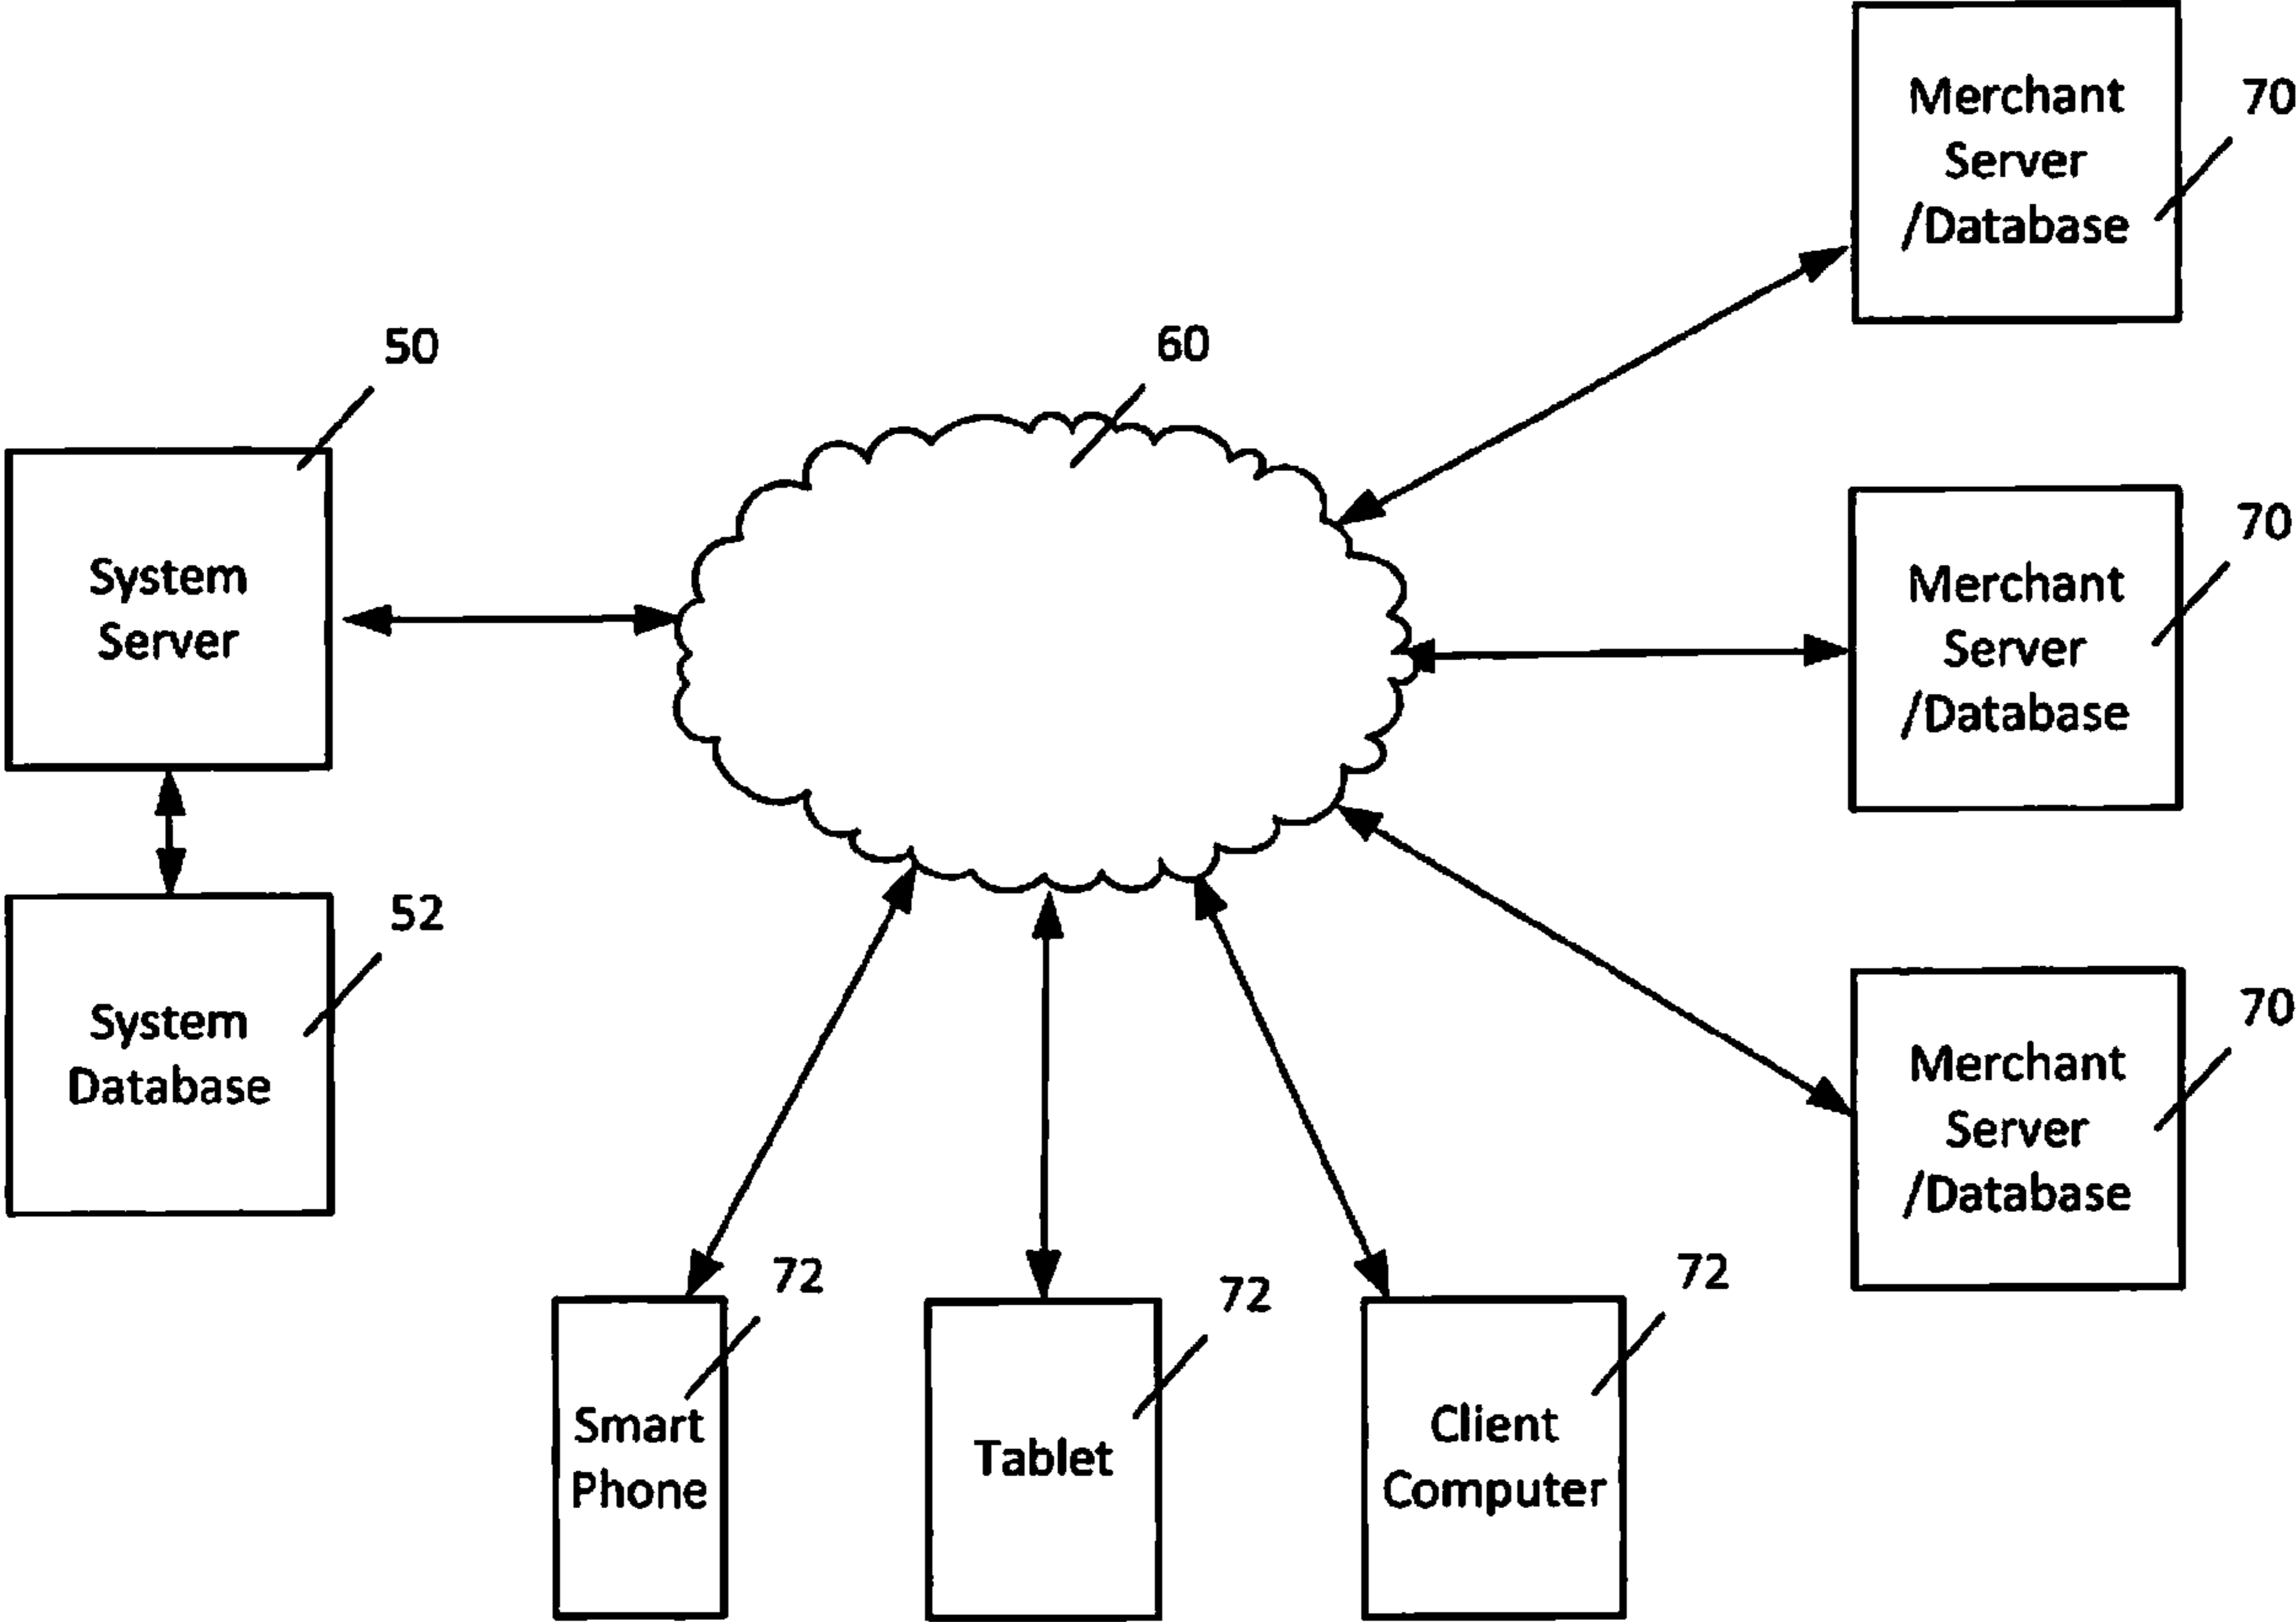 Merchant
Server
/Database
70
50
60
System
Server
Merchant
Server
/Database
70
52
System
Database
Merchant
Server
/Database
70
72
Smart
Phone
72
Tablet
72
Client
Computer